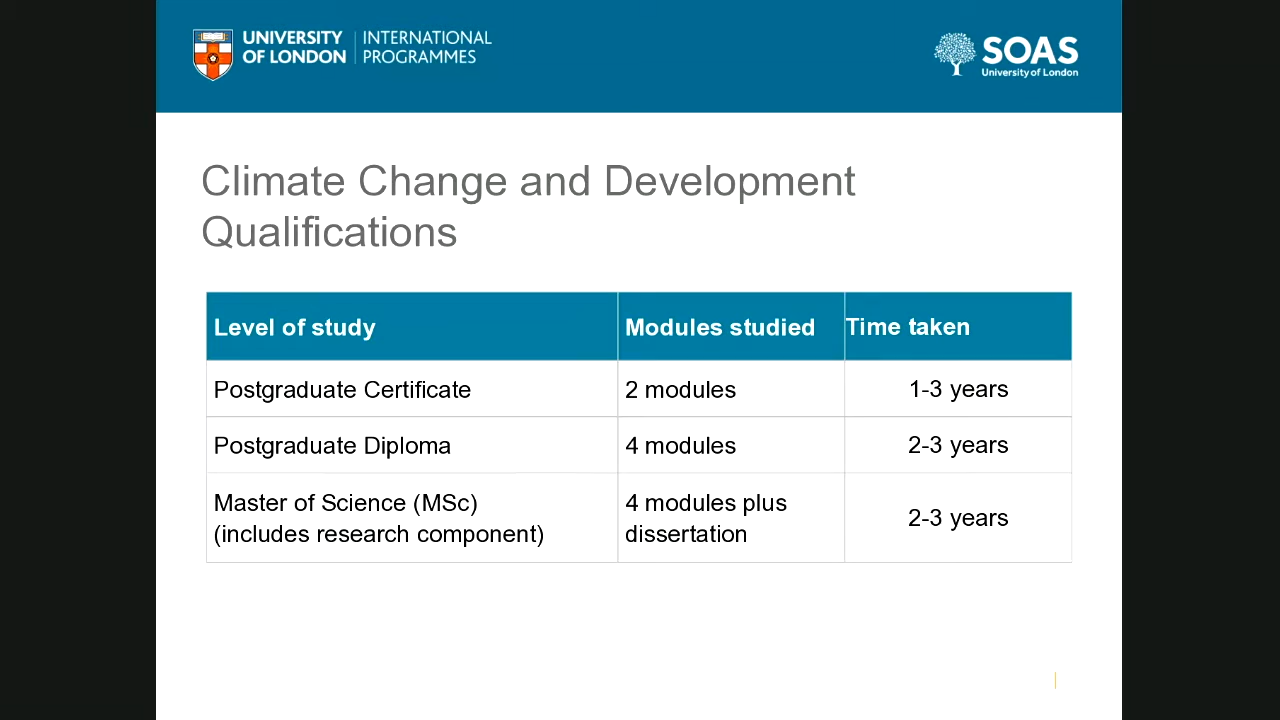 UNIVERSITY OF LONDON
INTERNATIONAL PROGRAMMES
SOAS
University of London
Climate Change and Development
Qualifications
Level of study Modules studied Time taken
Postgraduate Certificate 2 modules 1-3 years
Postgraduate Diploma 4 modules 2-3 years
Master of Science (MSc) 4 modules plus 2-3 years
(includes research component) dissertation